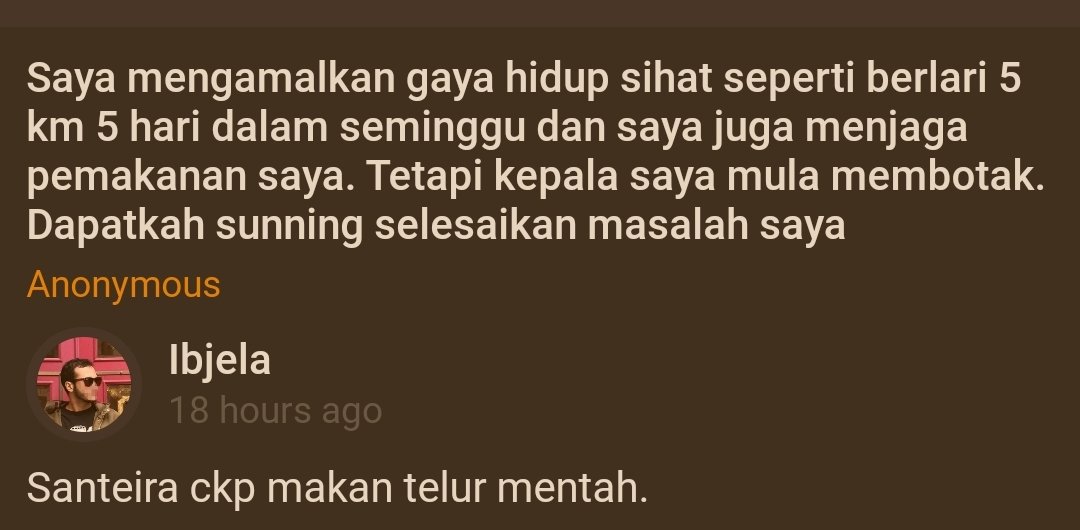 Saya mengamalkan gaya hidup sihat seperti berlari 5
km 5 hari dalam seminggu dan saya juga menjaga
pemakanan saya. Tetapi kepala saya mula membotak.
Dapatkah sunning selesaikan masalah saya
Anonymous
Ibjela
18 hours ago
Santeira ckp makan telur mentah.